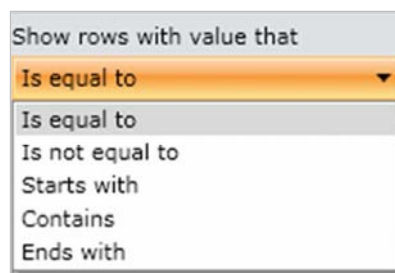 Show rows with value that
Is equal to
Is equal to
Is not equal to
Starts with
Contains
Ends with